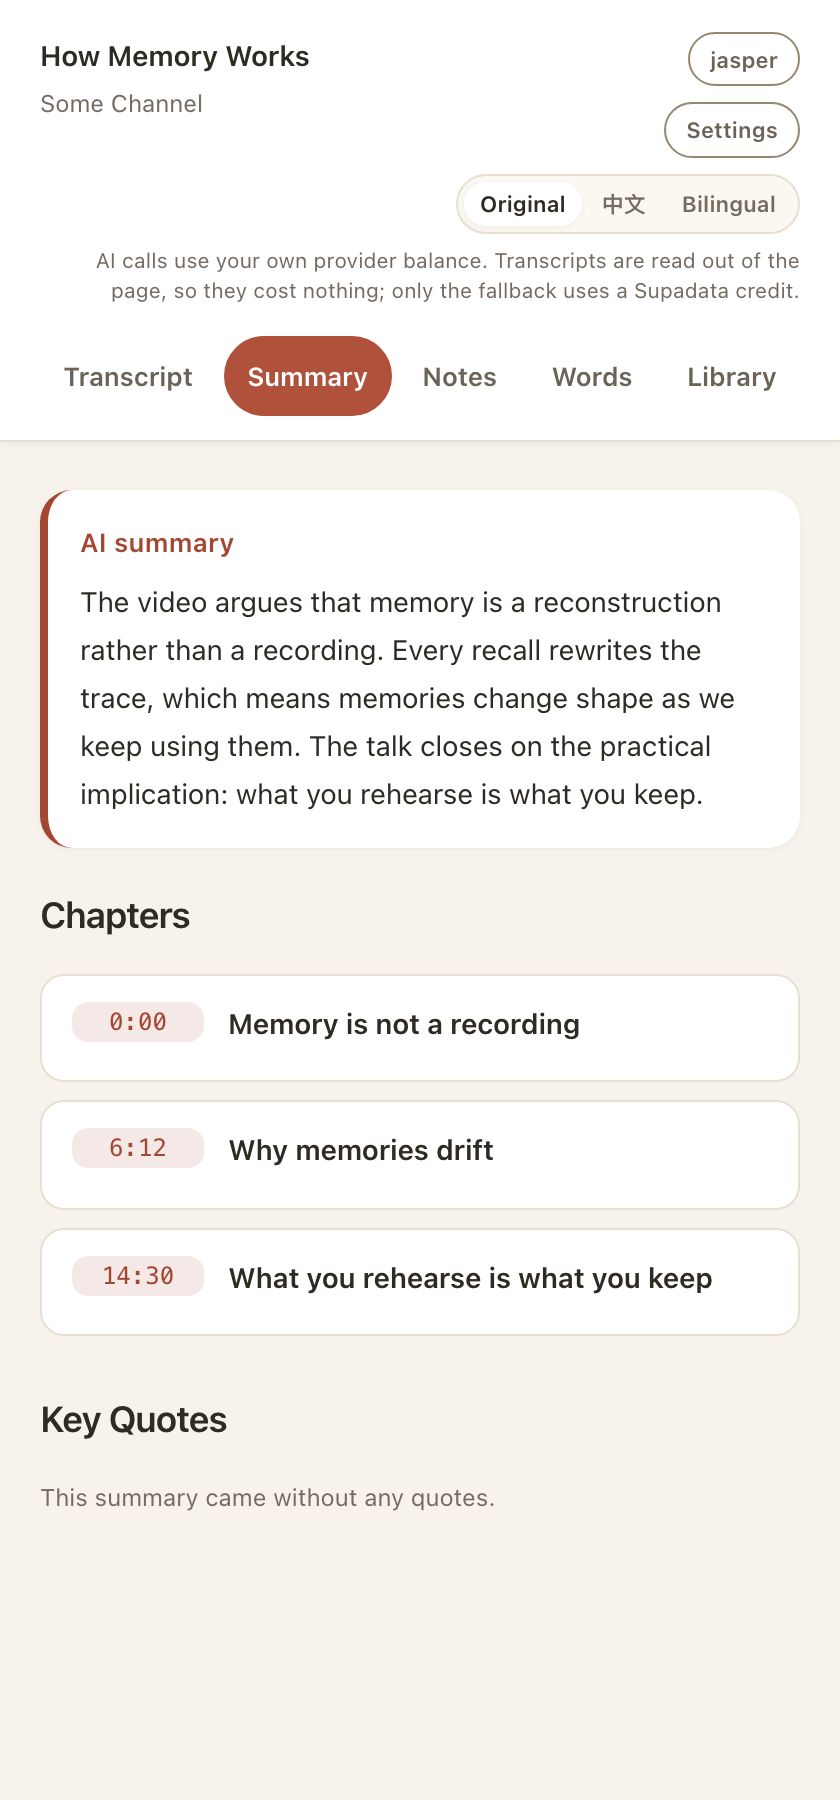 How Memory Works
Some Channel
jasper
Settings
Original 中文 Bilingual
AI calls use your own provider balance. Transcripts are read out of the
page, so they cost nothing; only the fallback uses a Supadata credit.
Transcript Summary Notes Words Library
AI summary
The video argues that memory is a reconstruction
rather than a recording. Every recall rewrites the
trace, which means memories change shape as we
keep using them. The talk closes on the practical
implication: what you rehearse is what you keep.
Chapters
0:00 Memory is not a recording
6:12 Why memories drift
14:30 What you rehearse is what you keep
Key Quotes
This summary came without any quotes.